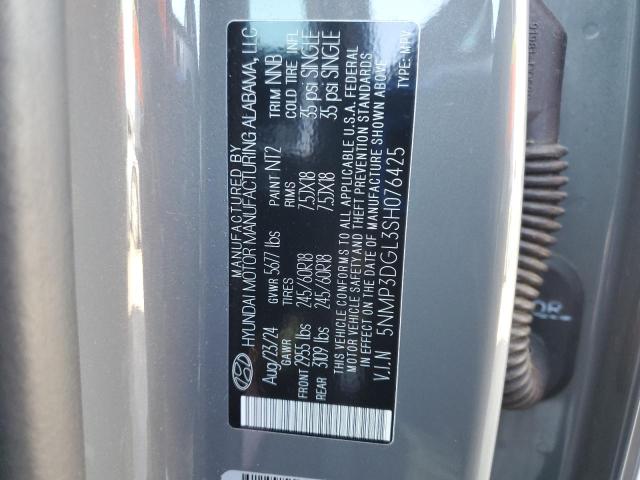 MANUFACTURED BY
HYUNDAI MOTOR MANUFACTURING ALABAMA, LLC
Aug/23/24 GVWR 5677 lbs PAINT NT2 TRIM NNB
GAWR TIRES RIMS COLD TIRE INFL
FRONT 2955 lbs 245/60R18 7.5JX18 35 psi SINGLE
REAR 3109 lbs 245/60R18 7.5JX18 35 psi SINGLE
THIS VEHICLE CONFORMS TO ALL APPLICABLE U.S.A. FEDERAL
MOTOR VEHICLE SAFETY AND THEFT PREVENTION STANDARDS
IN EFFECT ON THE DATE OF MANUFACTURE SHOWN ABOVE.
V.I.N 5NMP3DGL3SH076425 TYPE: MPV